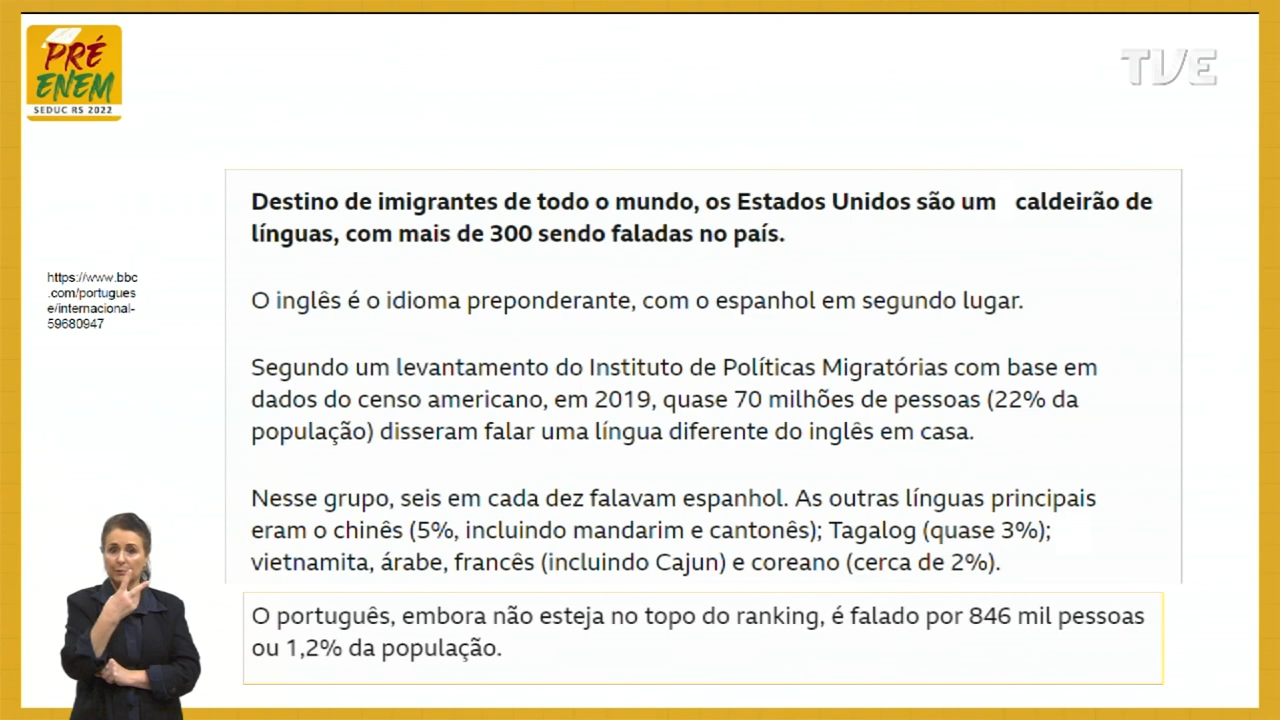 PRÉ
ENEM
SEDUC RS 2022
TVE
Destino de imigrantes de todo o mundo, os Estados Unidos são um caldeirão de
línguas, com mais de 300 sendo faladas no país.
https://www.bbc
.com/portugues
e/internacional-
59680947
O inglês é o idioma preponderante, com o espanhol em segundo lugar.
Segundo um levantamento do Instituto de Políticas Migratórias com base em
dados do censo americano, em 2019, quase 70 milhões de pessoas (22% da
população) disseram falar uma língua diferente do inglês em casa.
Nesse grupo, seis em cada dez falavam espanhol. As outras línguas principais
eram o chinês (5%, incluindo mandarim e cantonês); Tagalog (quase 3%);
vietnamita, árabe, francês (incluindo Cajun) e coreano (cerca de 2%).
O português, embora não esteja no topo do ranking, é falado por 846 mil pessoas
ou 1,2% da população.